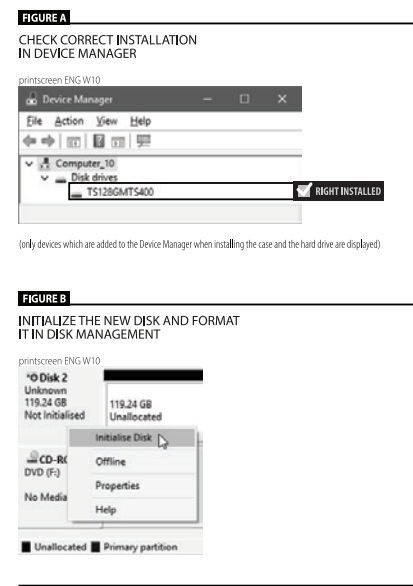 FIGURE A
CHECK CORRECT INSTALLATION
IN DEVICE MANAGER
printscreen ENG W10
Device Manager
File Action View Help
Computer_10
Disk drives
TS128GMTS400
RIGHT INSTALLED
(only devices which are added to the Device Manager when installing the case and the hard drive are displayed)
FIGURE B
INITIALIZE THE NEW DISK AND FORMAT
IT IN DISK MANAGEMENT
printscreen ENG W10
Disk 2
Unknown
119.24 GB
Not Initialised
119.24 GB
Unallocated
Initialise Disk
Offline
Properties
Help
CD-RO
DVD (F:)
No Media
Unallocated Primary partition